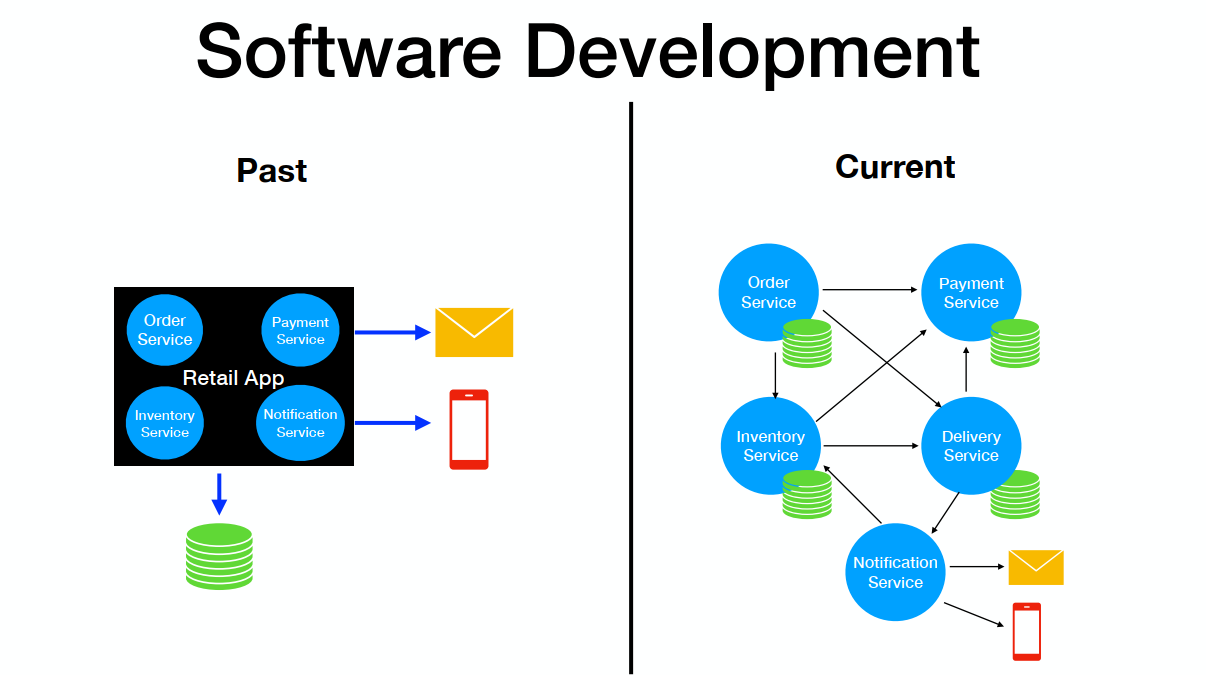 Software Development
Past
Order
Service
Payment
Service
Retail App
Inventory
Service
Notification
Service
Current
Order
Service
Payment
Service
Inventory
Service
Delivery
Service
Notification
Service